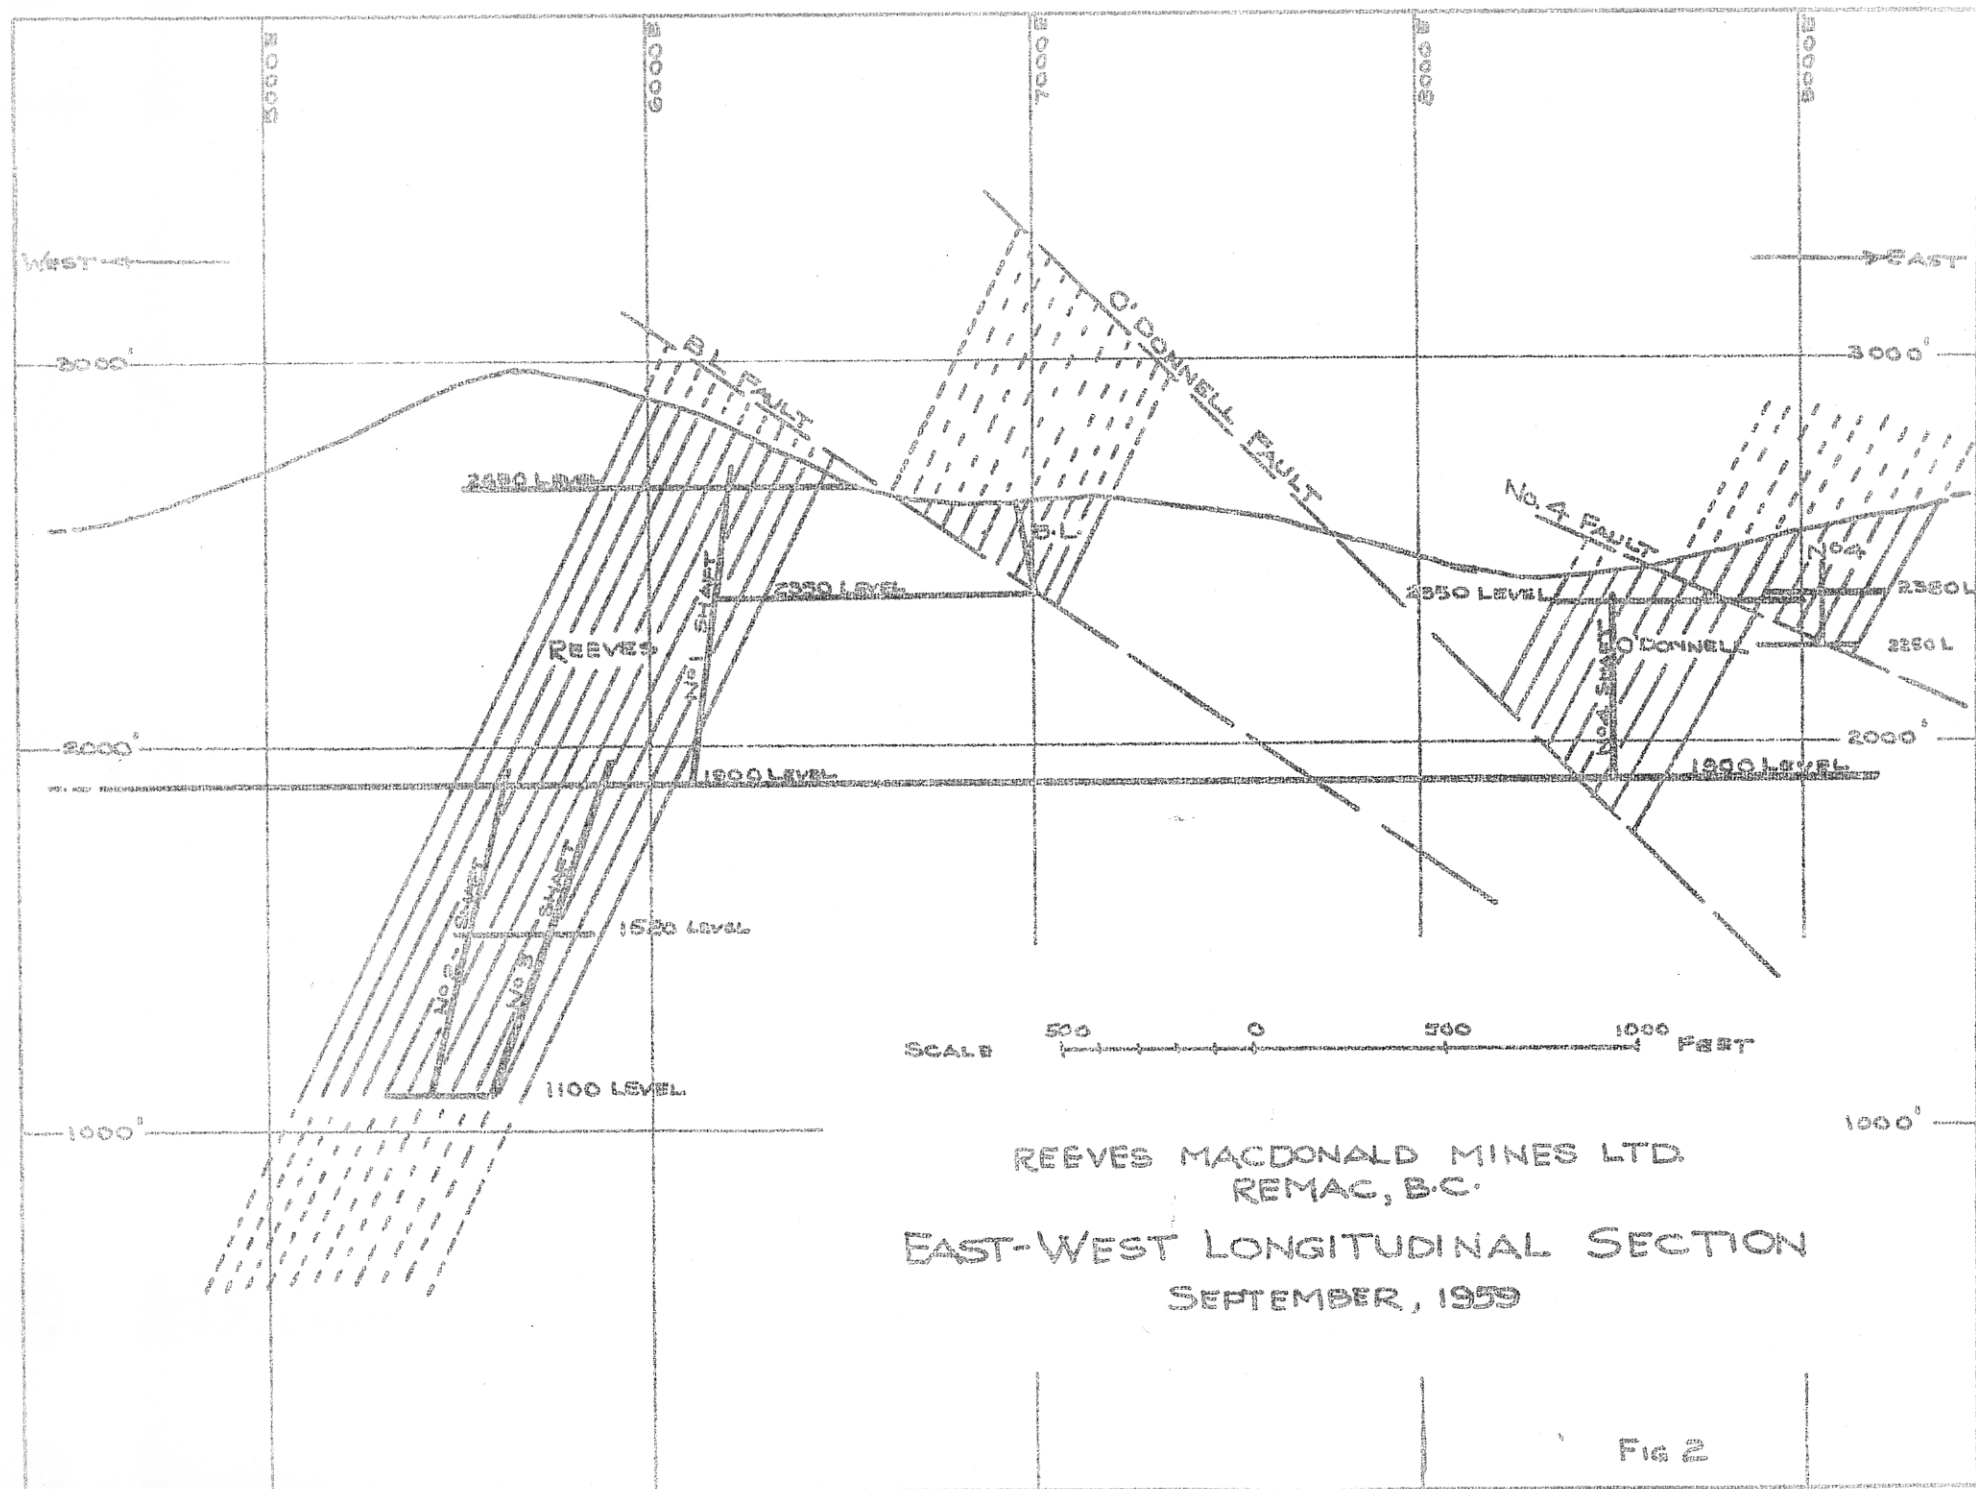 5000 E
6000 E
7000 E
8000 E
9000 E
WEST
EAST
3000'
B L FAULT
O'DONNELL FAULT
3000'
2650 LEVEL
No. 4 FAULT
B.L.
No 4
2350 LEVEL
2350 LEVEL
2350 L
REEVES
No 1 SHAFT
O'DONNELL
2250 L
No 4 SHAFT
2000'
2000'
1900 LEVEL
1900 LEVEL
No 2 SHAFT
No 3 SHAFT
1520 LEVEL
SCALE 500 0 500 1000 FEET
1100 LEVEL
1000'
1000'
REEVES MACDONALD MINES LTD.
REMAC, B.C.
EAST-WEST LONGITUDINAL SECTION
SEPTEMBER, 1959
FIG 2